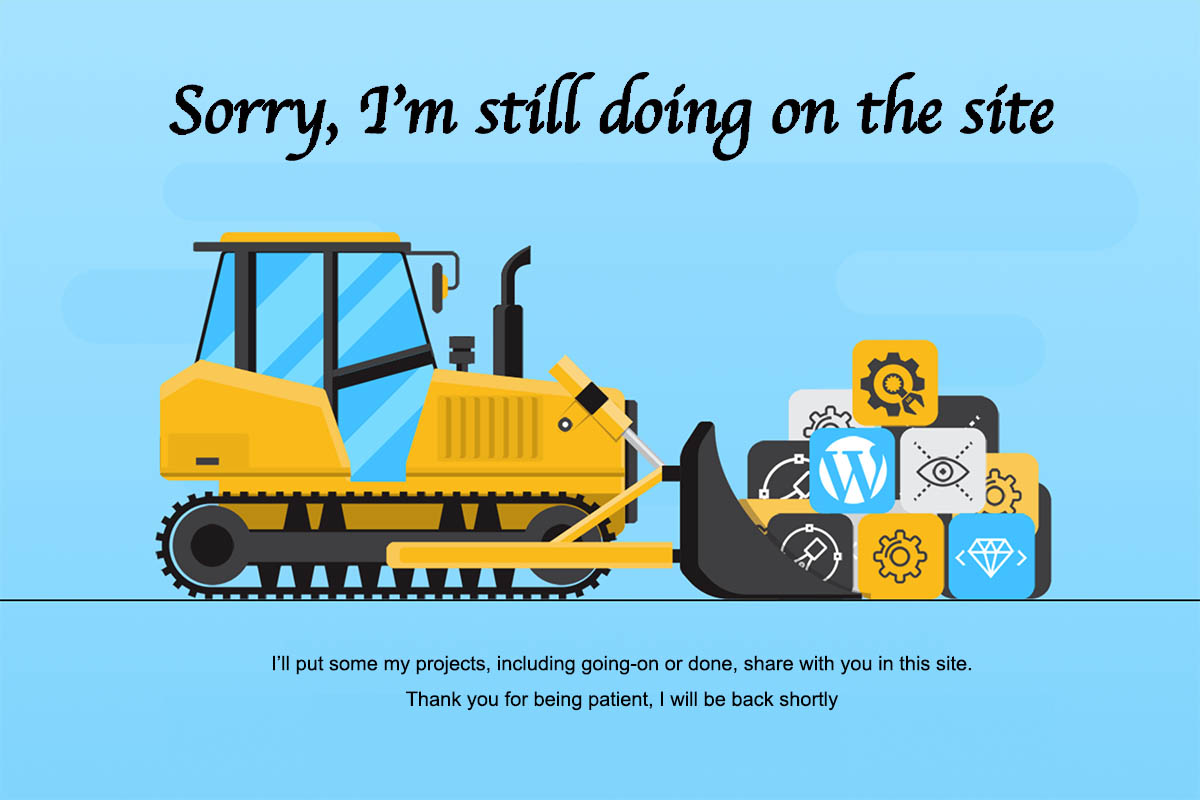 Sorry, I'm still doing on the site
I'll put some my projects, including going-on or done, share with you in this site.
Thank you for being patient, I will be back shortly